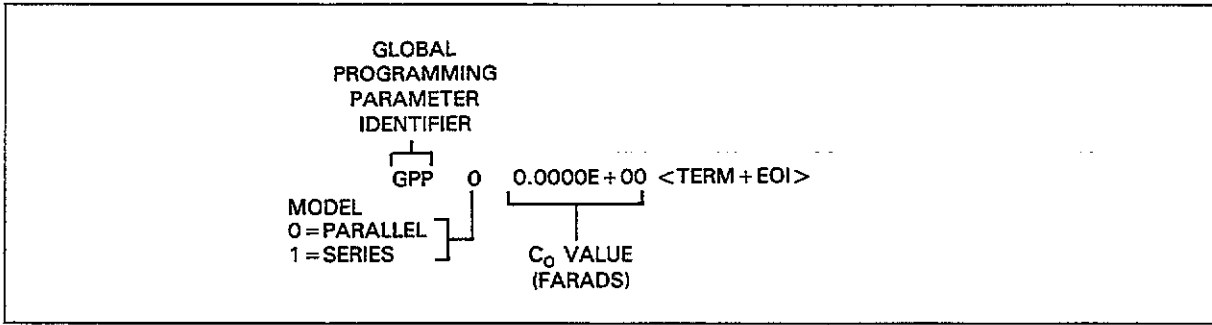 GLOBAL
PROGRAMMING
PARAMETER
IDENTIFIER
GPP 0 0.0000E+00 <TERM+EOI>
MODEL
0=PARALLEL
1=SERIES
C₀ VALUE
(FARADS)